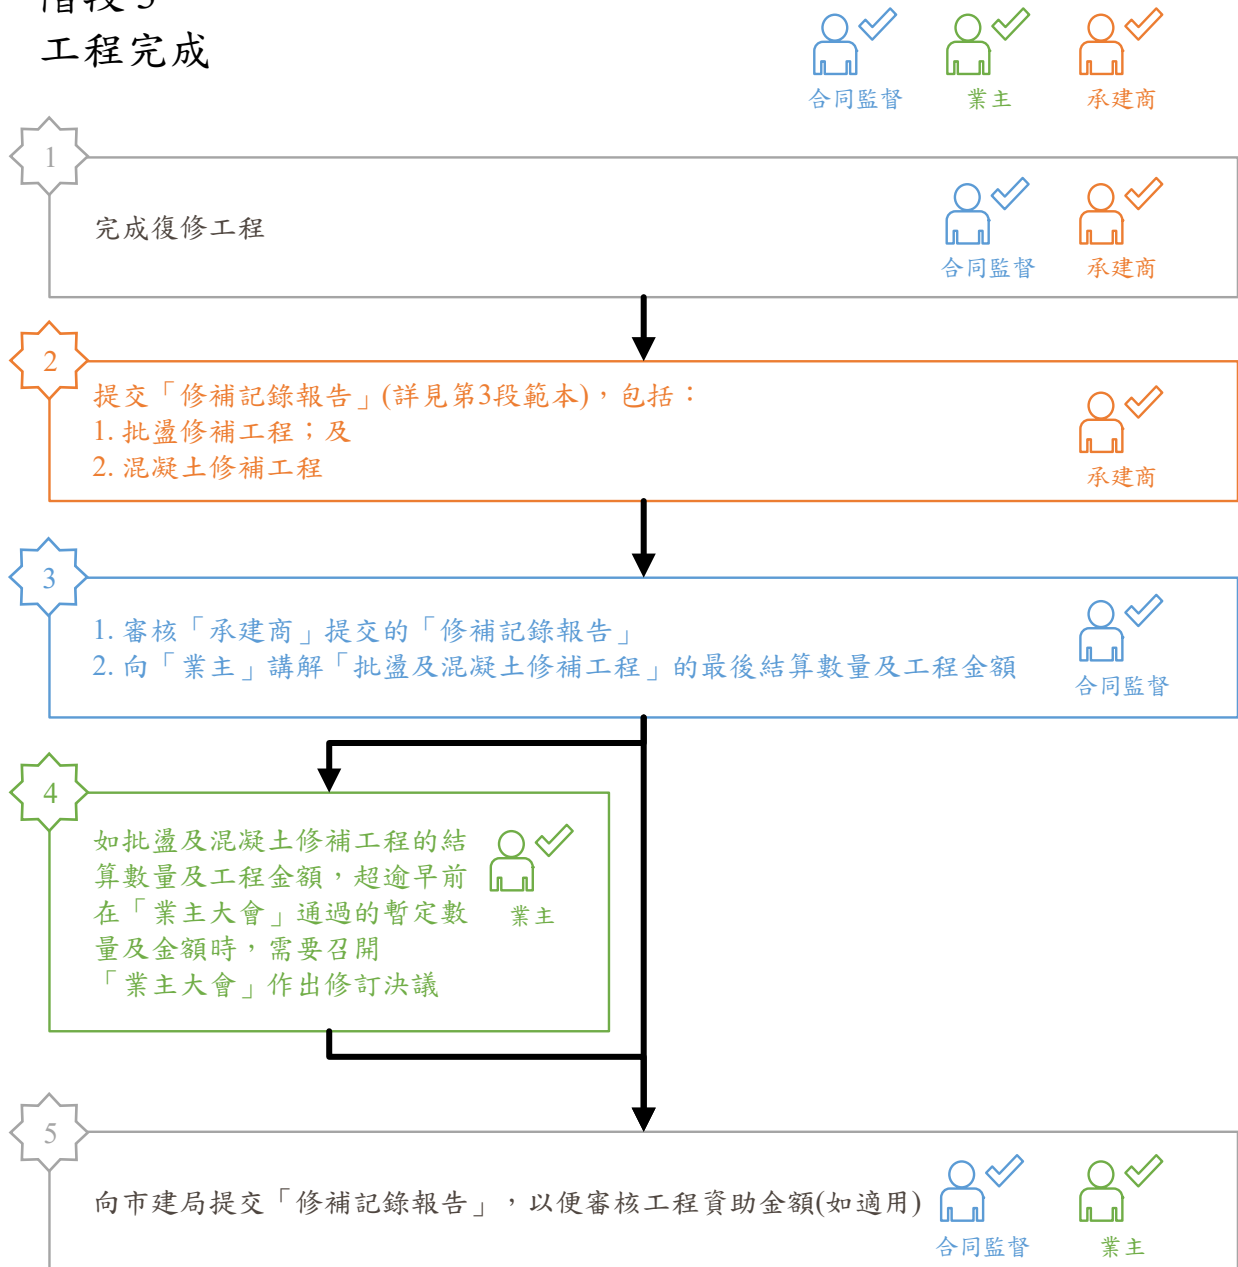 階段 3
工程完成
合同監督
業主
承建商
1
完成復修工程
合同監督
承建商
2
提交「修補記錄報告」(詳見第3段範本)，包括：
1. 批盪修補工程；及
2. 混凝土修補工程
承建商
3
1. 審核「承建商」提交的「修補記錄報告」
2. 向「業主」講解「批盪及混凝土修補工程」的最後結算數量及工程金額
合同監督
4
如批盪及混凝土修補工程的結
算數量及工程金額，超逾早前
在「業主大會」通過的暫定數
量及金額時，需要召開
「業主大會」作出修訂決議
業主
5
向市建局提交「修補記錄報告」，以便審核工程資助金額(如適用)
合同監督
業主